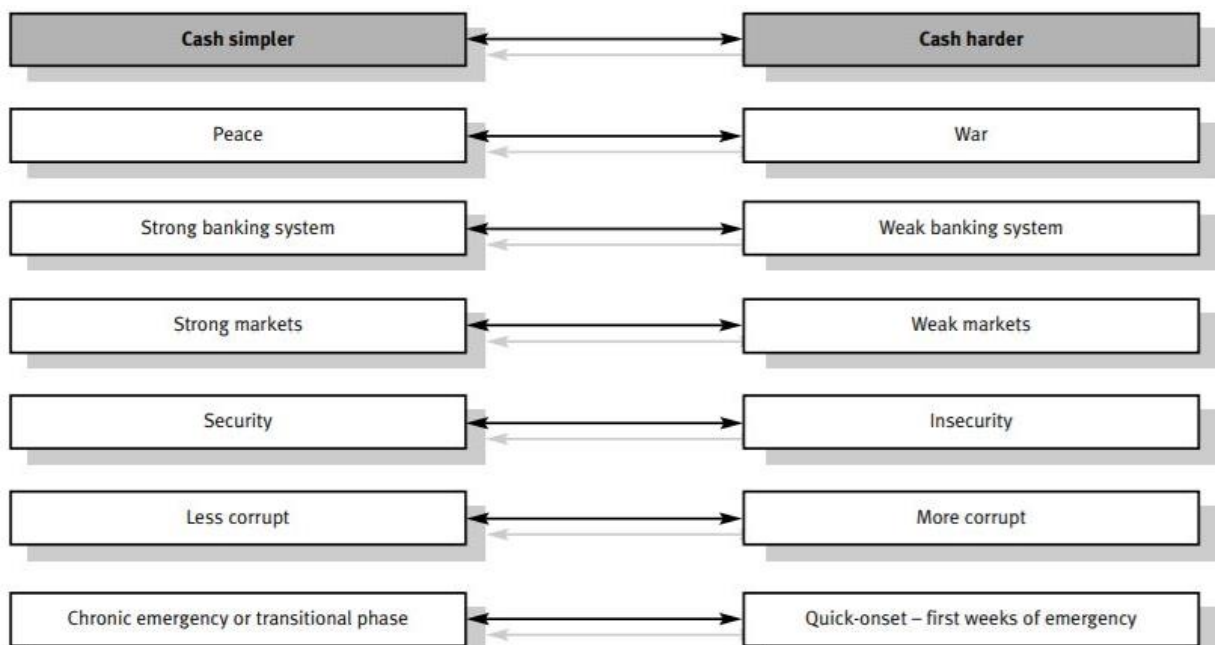 Cash simpler
Cash harder
Peace
War
Strong banking system
Weak banking system
Strong markets
Weak markets
Security
Insecurity
Less corrupt
More corrupt
Chronic emergency or transitional phase
Quick-onset – first weeks of emergency